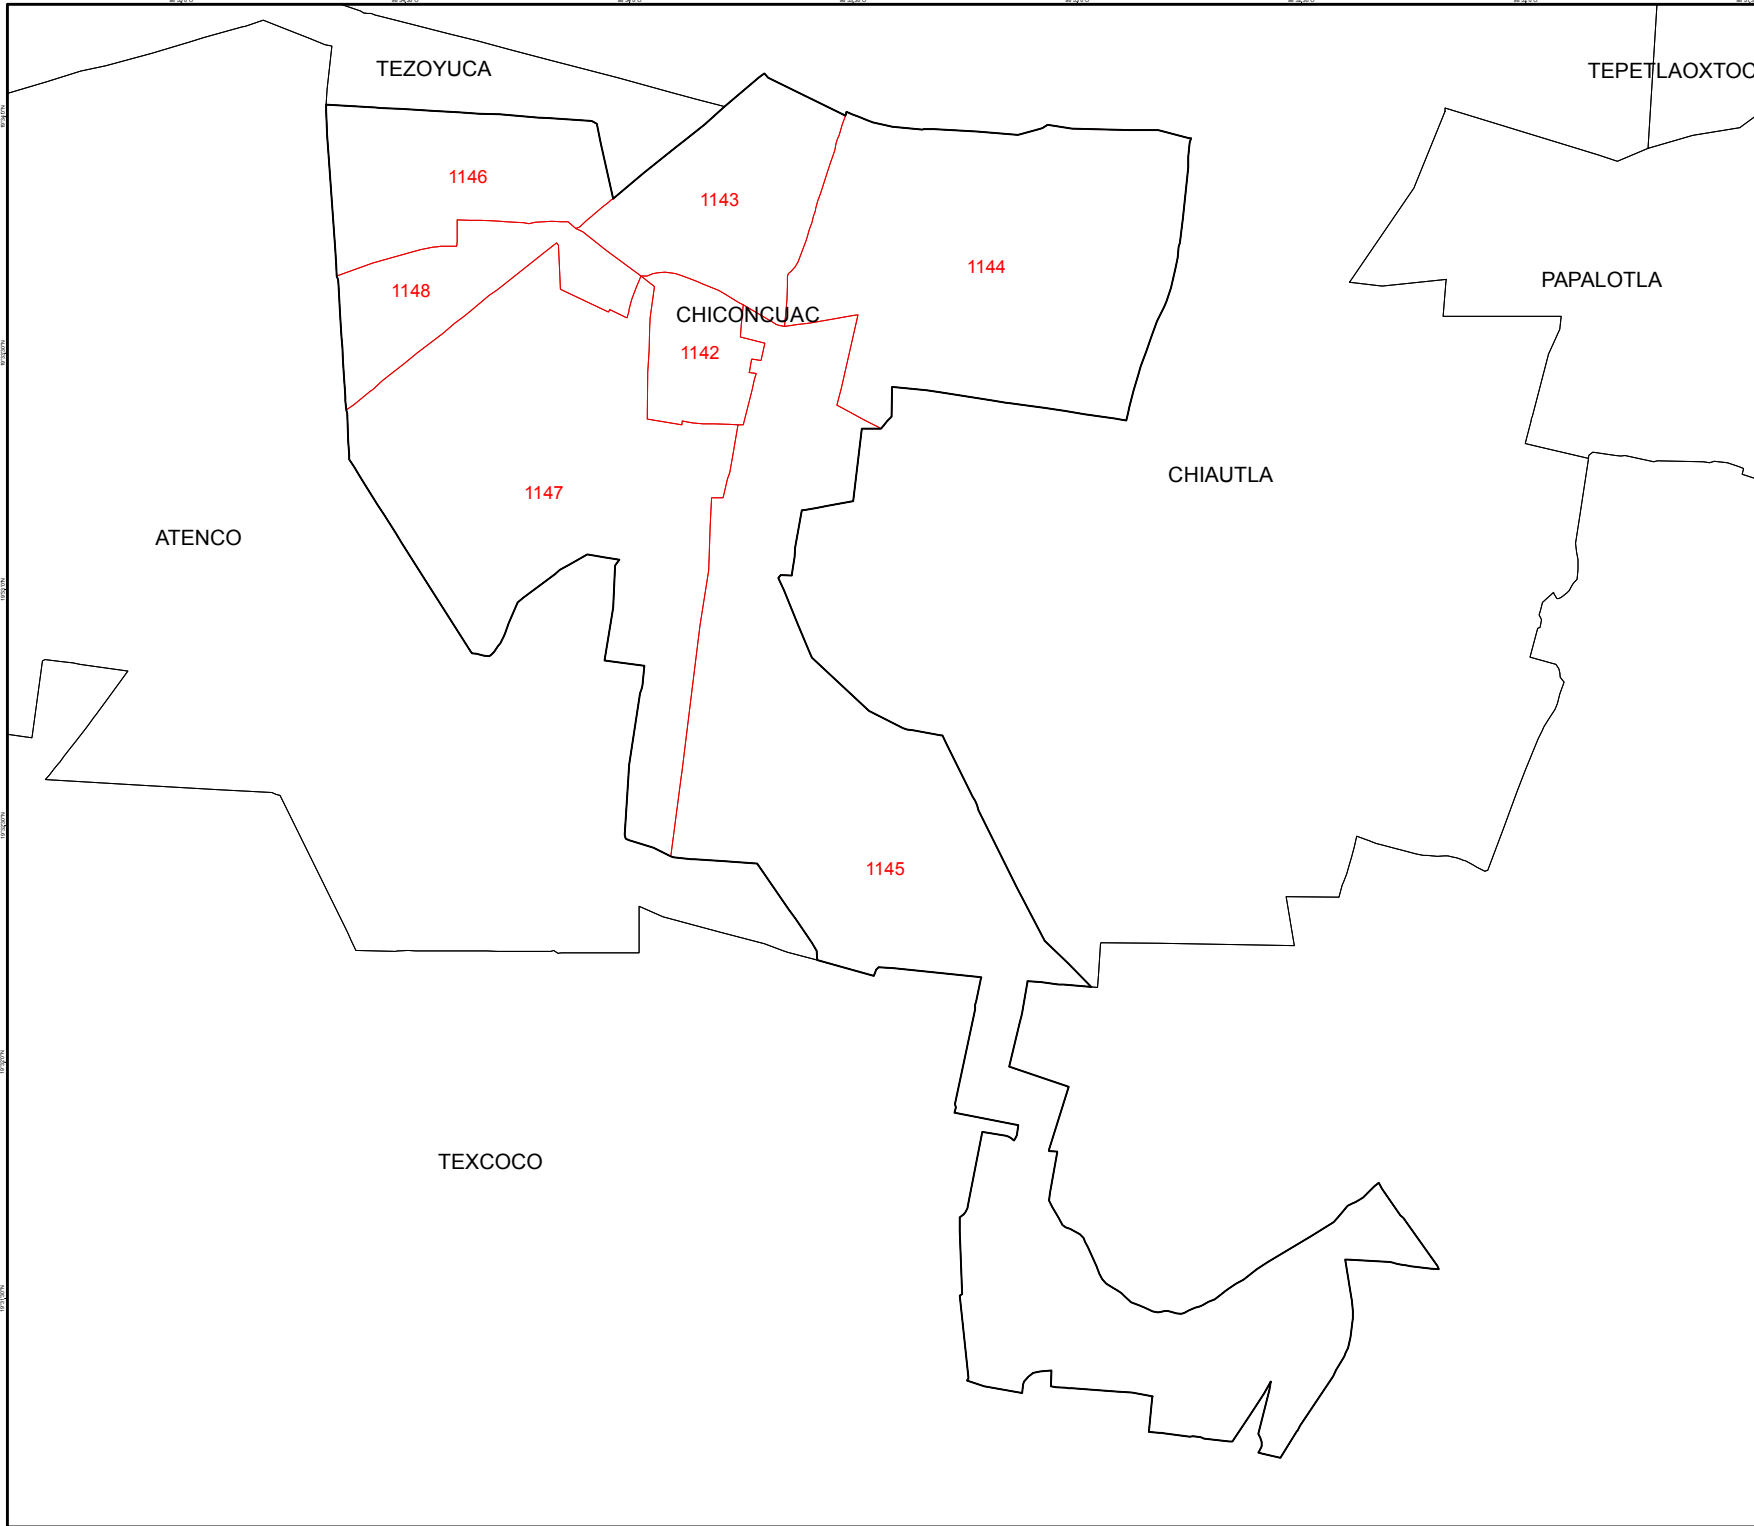 TEZOYUCA
TEPETLAOXTOC
1146
1143
1144
PAPALOTLA
1148
CHICONCUAC
1142
CHIAUTLA
1147
ATENCO
1145
TEXCOCO